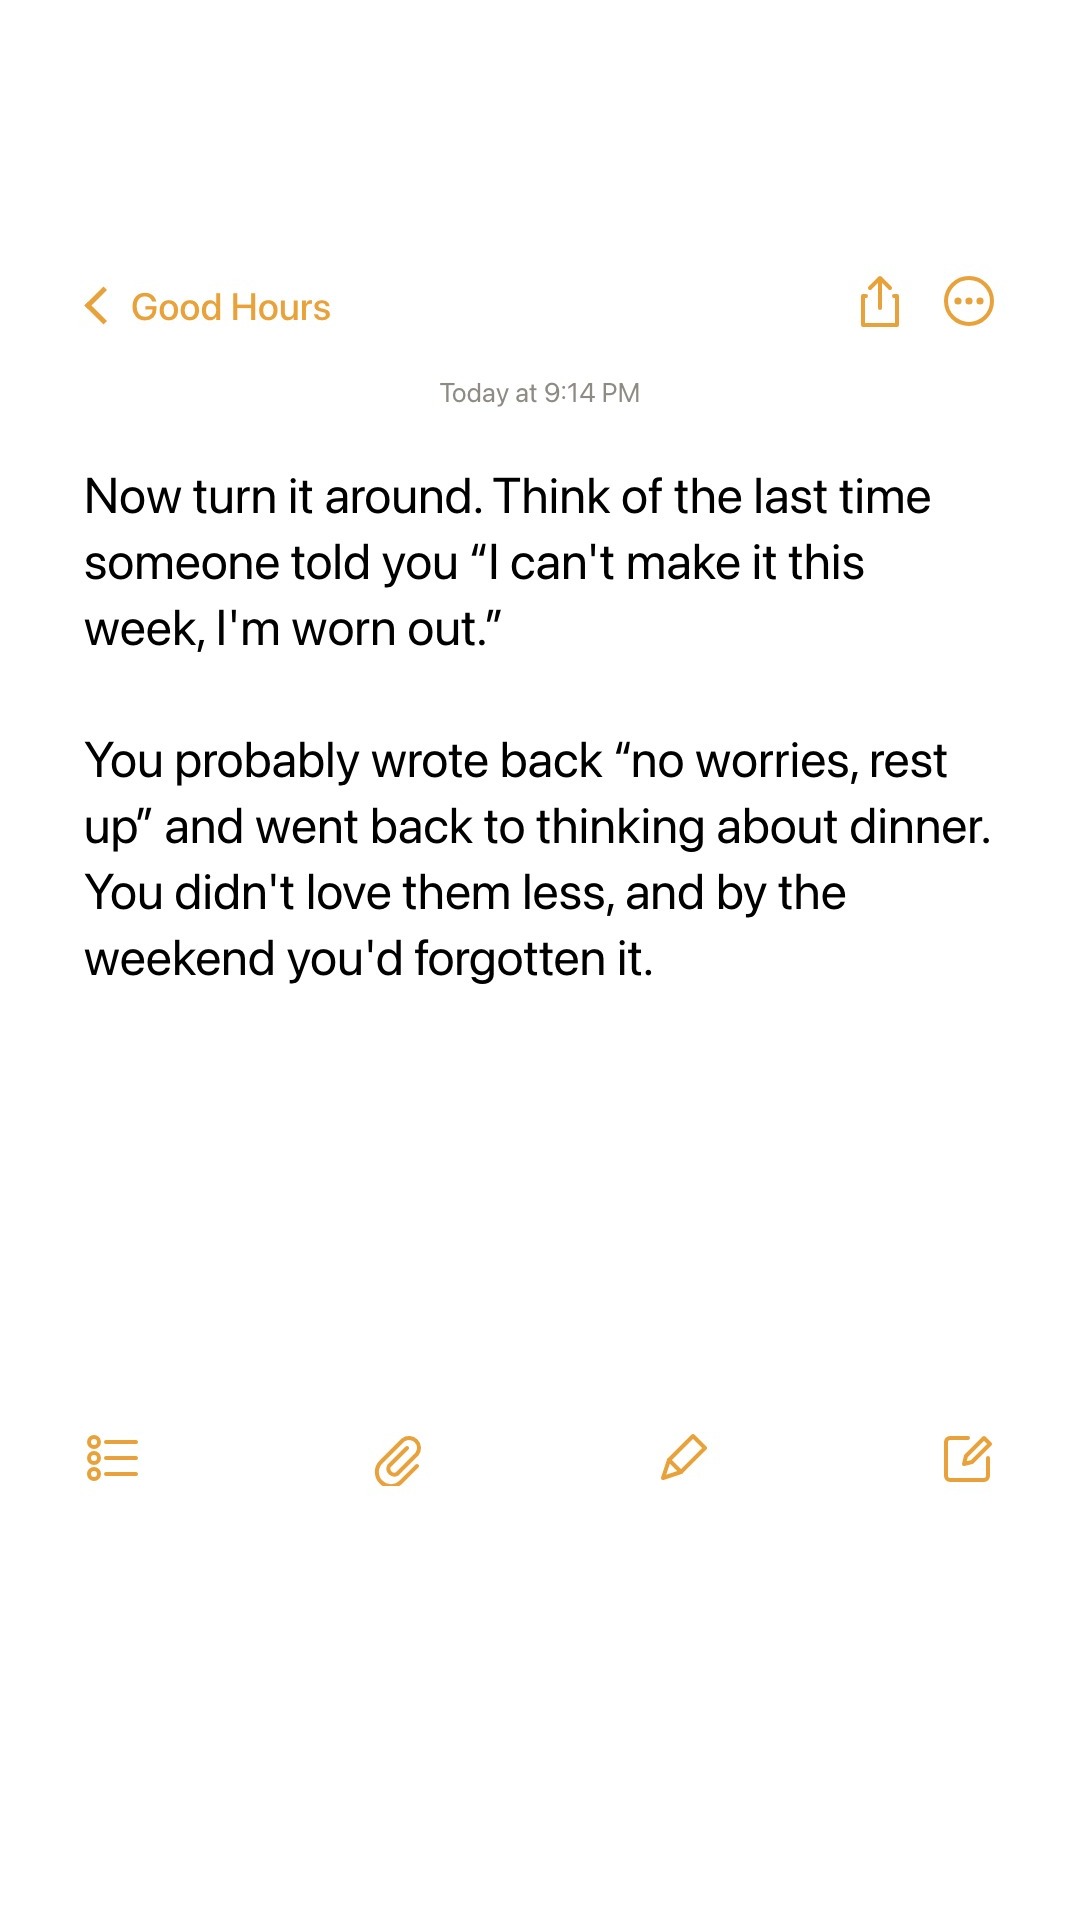 Good Hours
Today at 9:14 PM
Now turn it around. Think of the last time
someone told you “I can't make it this
week, I'm worn out.”
You probably wrote back “no worries, rest
up” and went back to thinking about dinner.
You didn't love them less, and by the
weekend you'd forgotten it.